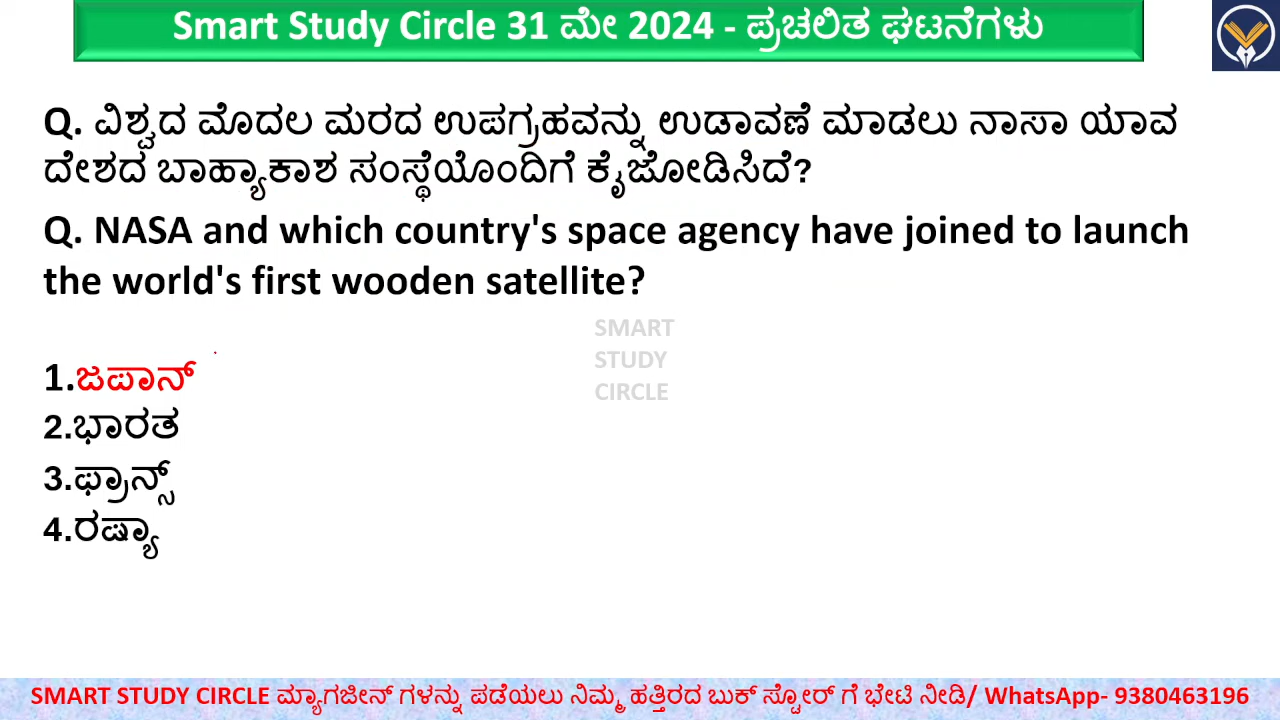 Smart Study Circle 31 ಮೇ 2024 - ಪ್ರಚಲಿತ ಘಟನೆಗಳು
Q. ವಿಶ್ವದ ಮೊದಲ ಮರದ ಉಪಗ್ರಹವನ್ನು ಉಡಾವಣೆ ಮಾಡಲು ನಾಸಾ ಯಾವ
ದೇಶದ ಬಾಹ್ಯಾಕಾಶ ಸಂಸ್ಥೆಯೊಂದಿಗೆ ಕೈಜೋಡಿಸಿದೆ?
Q. NASA and which country's space agency have joined to launch
the world's first wooden satellite?
SMART
STUDY
CIRCLE
1.ಜಪಾನ್
2.ಭಾರತ
3.ಫ್ರಾನ್ಸ್
4.ರಷ್ಯಾ
SMART STUDY CIRCLE ಮ್ಯಾಗಜೀನ್ ಗಳನ್ನು ಪಡೆಯಲು ನಿಮ್ಮ ಹತ್ತಿರದ ಬುಕ್ ಸ್ಟೋರ್ ಗೆ ಭೇಟಿ ನೀಡಿ/ WhatsApp- 9380463196